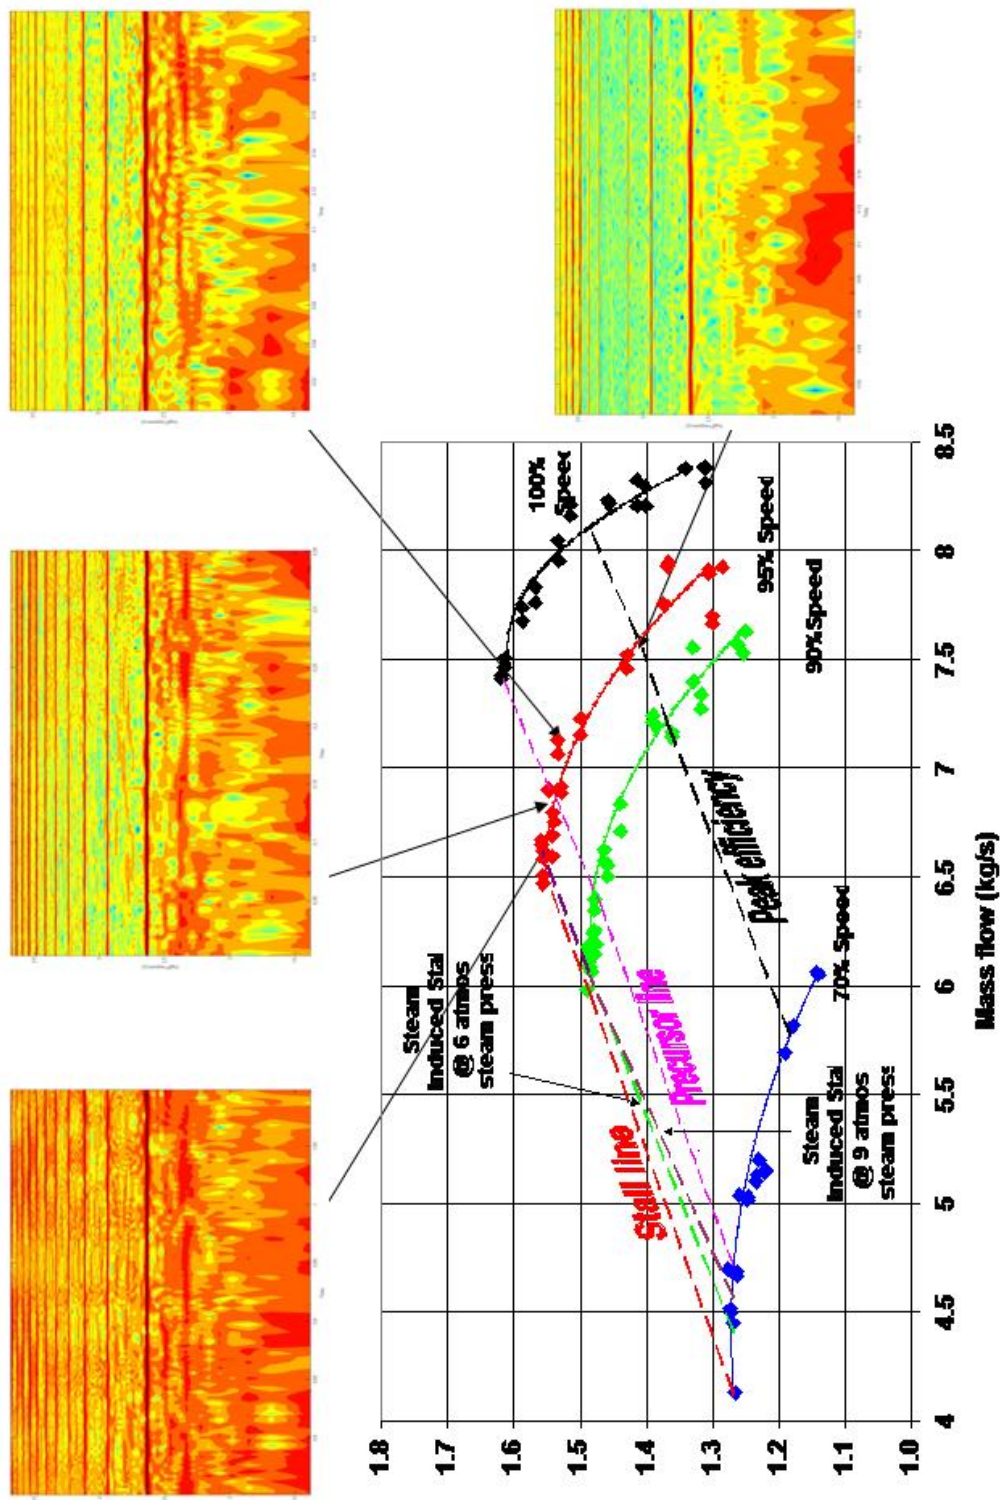 100%
Speed
95% Speed
90%Speed
70% Speed
Peak efficiency
Precursor line
Stall line
Steam
Induced Stal
@ 6 atmos
steam press
Steam
Induced Stal
@ 9 atmos
steam press
1.8
1.7
1.6
1.5
1.4
1.3
1.2
1.1
1.0
4
4.5
5
5.5
6
6.5
7
7.5
8
8.5
Mass flow (kg/s)